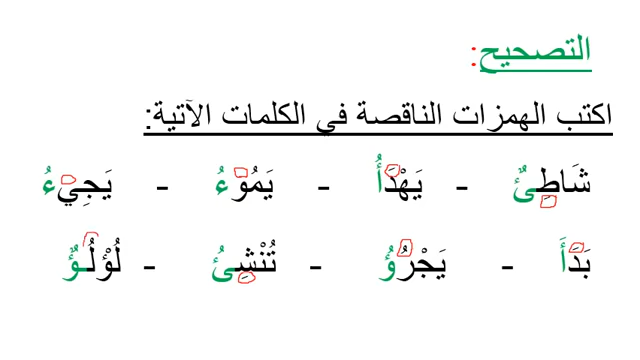 التصحيح:
اكتب الهمزات الناقصة في الكلمات الآتية:
شَاطِئٌ - يَهْدَأُ - يَمُوَْءُ - يَجِيْءُ
بَدَأَ - يَجْرُؤُ - تُنْشِئُ - لُؤْلُؤٌ